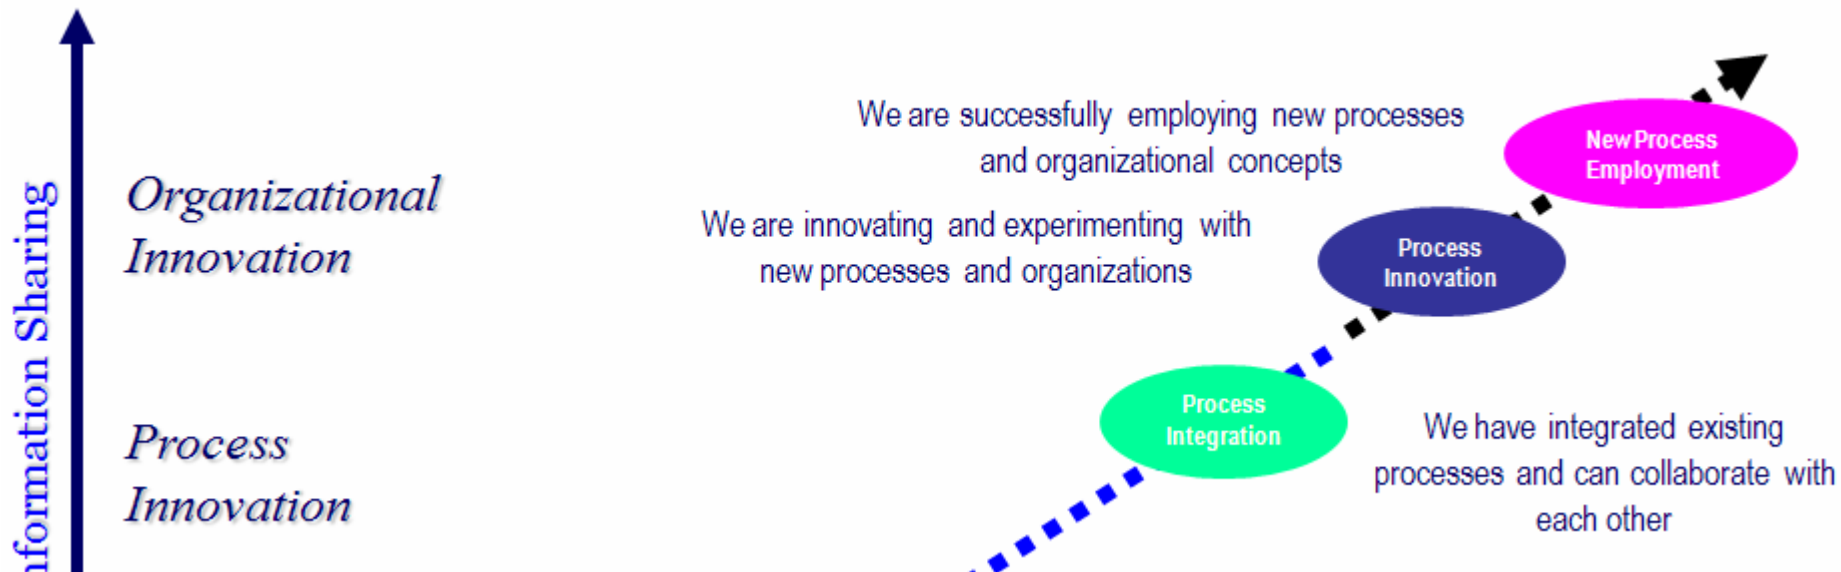 We are successfully employing new processes
and organizational concepts
New Process
Employment
Organizational
Innovation
We are innovating and experimenting with
new processes and organizations
Process
Innovation
Process
Integration
Process
Innovation
We have integrated existing
processes and can collaborate with
each other
nformation Sharing